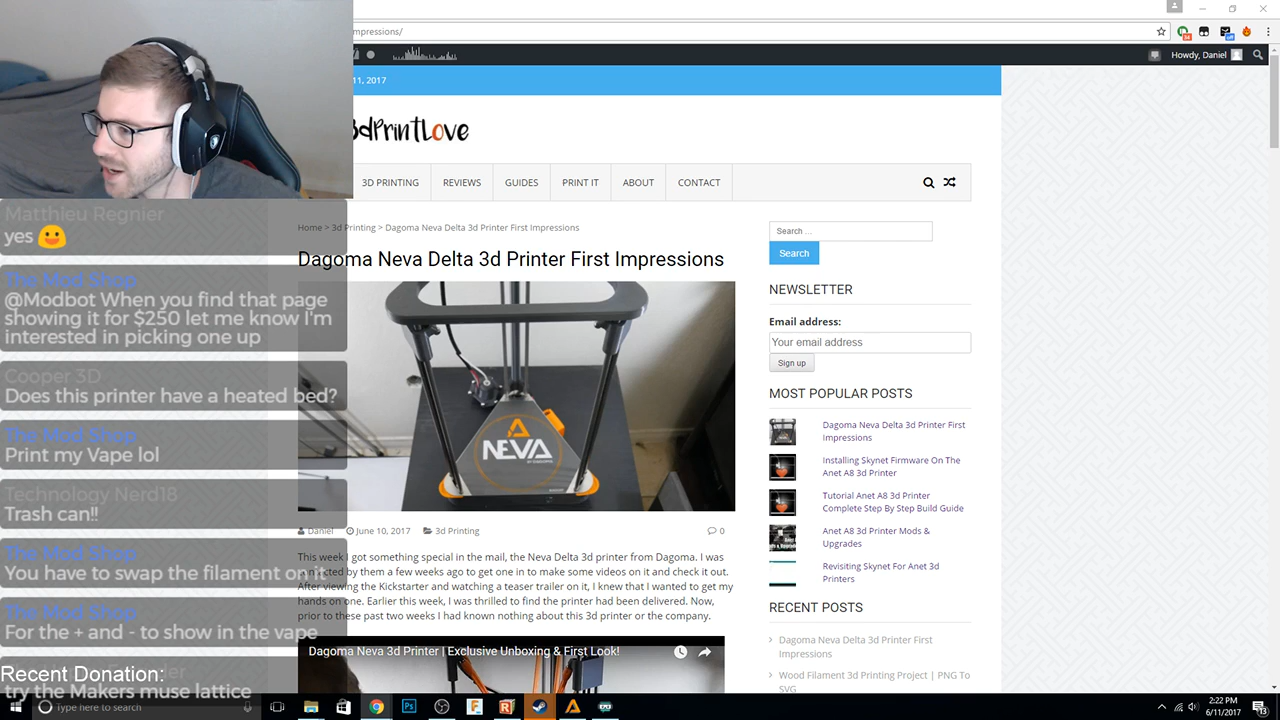 mpressions/
34
off
Howdy, Daniel
11, 2017
3dPrintLove
3D PRINTING
REVIEWS
GUIDES
PRINT IT
ABOUT
CONTACT
Matthieu Regnier
yes
The Mod Shop
@Modbot When you find that page
showing it for $250 let me know I'm
interested in picking one up
Cooper 3D
Does this printer have a heated bed?
The Mod Shop
Print my Vape lol
Technology Nerd18
Trash can!!
The Mod Shop
You have to swap the filament on it
The Mod Shop
For the + and - to show in the vape
Recent Donation:
try the Makers muse lattice
Home > 3d Printing > Dagoma Neva Delta 3d Printer First Impressions
Dagoma Neva Delta 3d Printer First Impressions
NEVA
Daniel
June 10, 2017
3d Printing
0
This week I got something special in the mail, the Neva Delta 3d printer from Dagoma. I was
by them a few weeks ago to get one in to make some videos on it and check it out.
After viewing the Kickstarter and watching a teaser trailer on it, I knew that I wanted to get my
hands on one. Earlier this week, I was thrilled to find the printer had been delivered. Now,
prior to these past two weeks I had known nothing about this 3d printer or the company.
Dagoma Neva 3d Printer | Exclusive Unboxing & First Look!
Search ...
Search
NEWSLETTER
Email address:
Your email address
Sign up
MOST POPULAR POSTS
Dagoma Neva Delta 3d Printer First
Impressions
Installing Skynet Firmware On The
Anet A8 3d Printer
Tutorial Anet A8 3d Printer
Complete Step By Step Build Guide
Anet A8 3d Printer Mods &
Upgrades
Revisiting Skynet For Anet 3d
Printers
RECENT POSTS
Dagoma Neva Delta 3d Printer First
Impressions
Wood Filament 3d Printing Project | PNG To
SVG
Type here to search
2:22 PM
6/11/2017
13